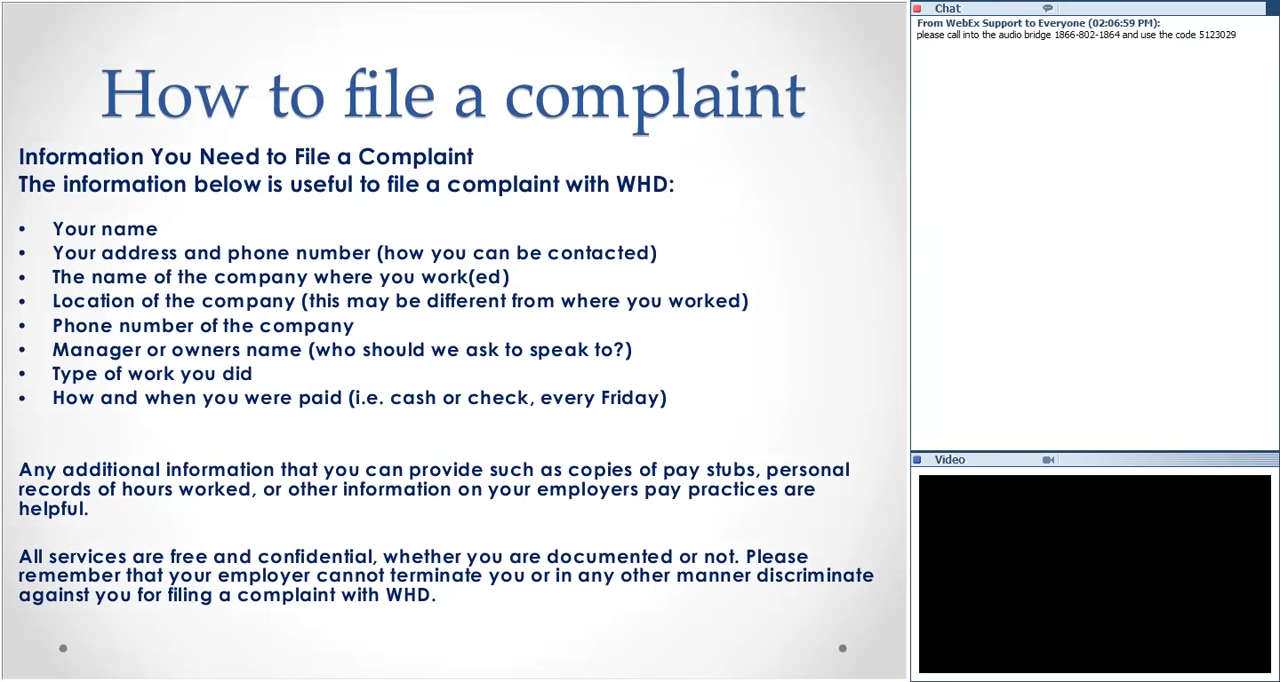 How to file a complaint
Information You Need to File a Complaint
The information below is useful to file a complaint with WHD:
• Your name
• Your address and phone number (how you can be contacted)
• The name of the company where you work(ed)
• Location of the company (this may be different from where you worked)
• Phone number of the company
• Manager or owners name (who should we ask to speak to?)
• Type of work you did
• How and when you were paid (i.e. cash or check, every Friday)
Any additional information that you can provide such as copies of pay stubs, personal
records of hours worked, or other information on your employers pay practices are
helpful.
All services are free and confidential, whether you are documented or not. Please
remember that your employer cannot terminate you or in any other manner discriminate
against you for filing a complaint with WHD.
Chat
From WebEx Support to Everyone (02:06:59 PM):
please call into the audio bridge 1866-802-1864 and use the code 5123029
Video